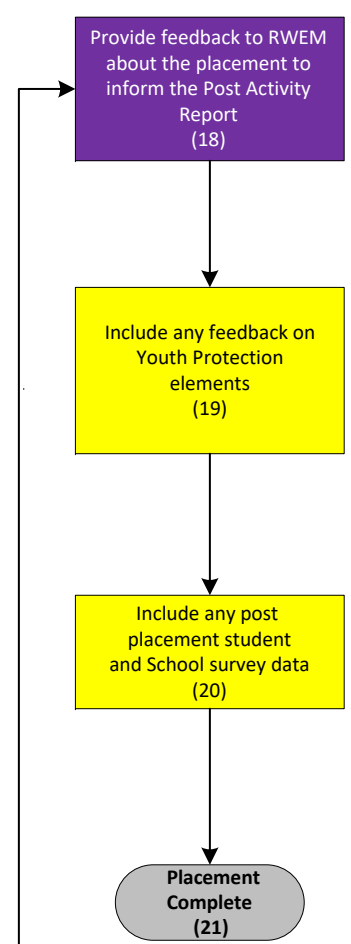 Provide feedback to RWEM
about the placement to
inform the Post Activity
Report
(18)
Include any feedback on
Youth Protection
elements
(19)
Include any post
placement student
and School survey data
(20)
Placement
Complete
(21)